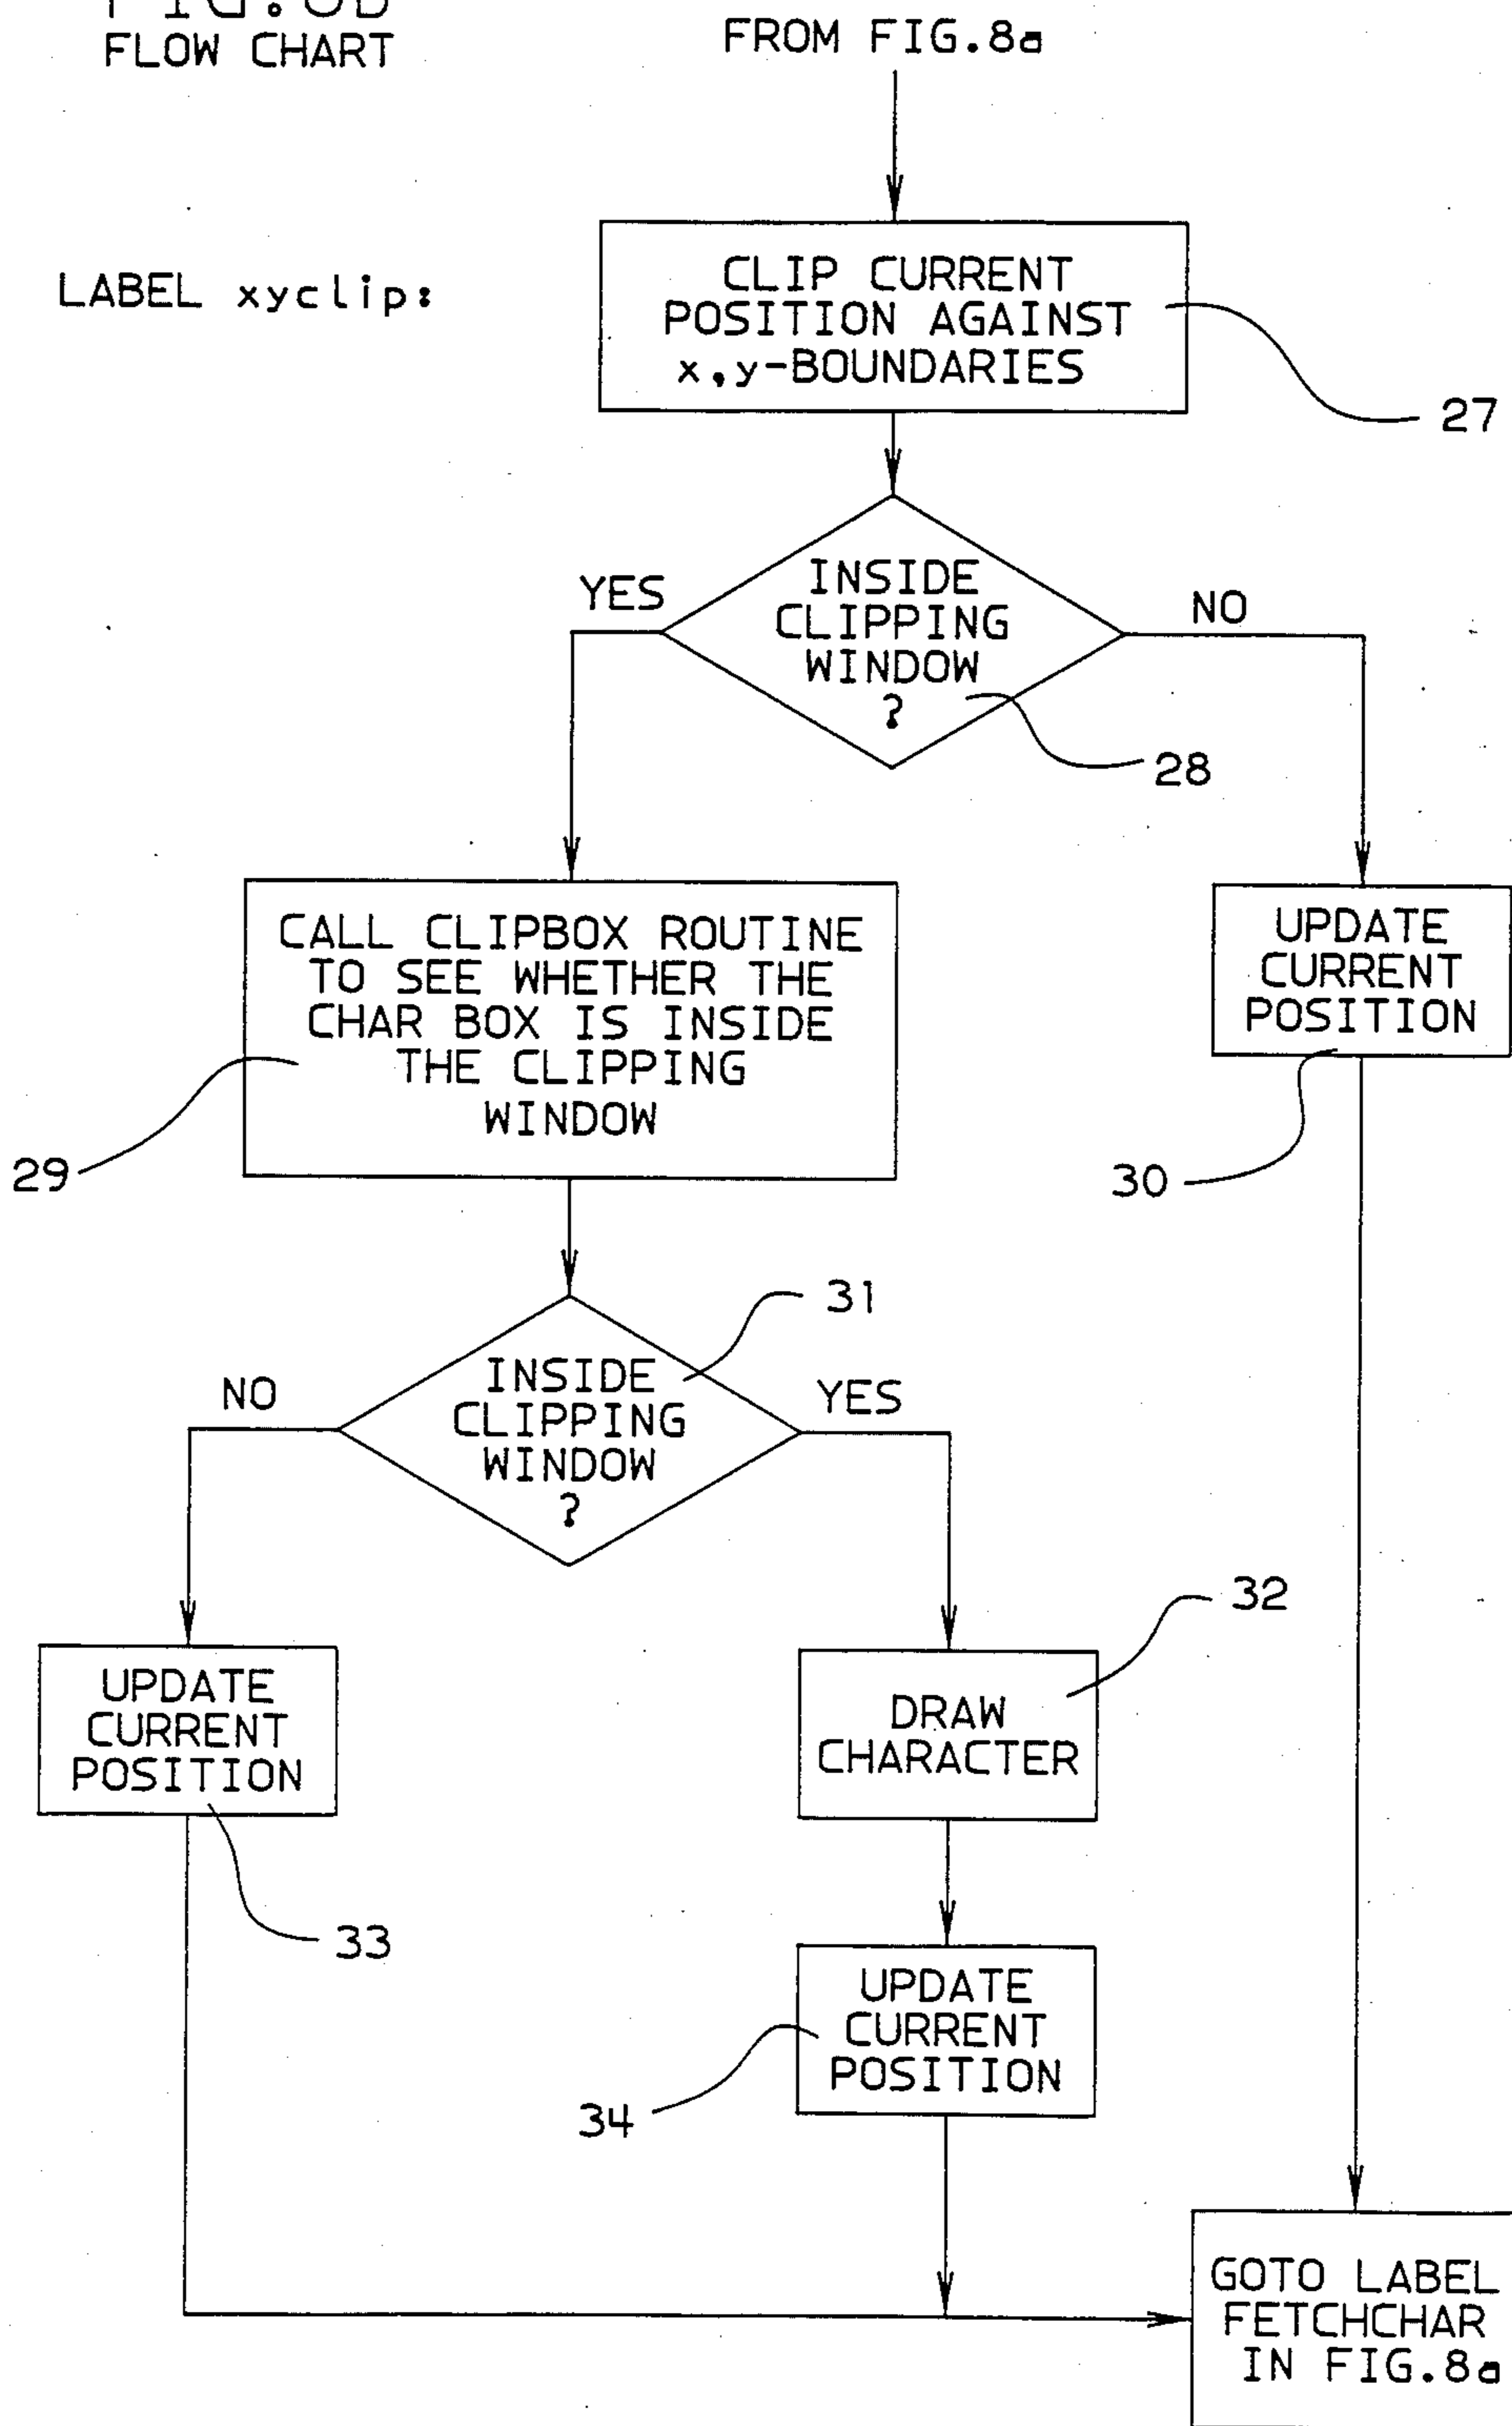 FIG.8b
FLOW CHART
FROM FIG.8a
LABEL xyclip:
CLIP CURRENT
POSITION AGAINST
x,y-BOUNDARIES
27
INSIDE
CLIPPING
WINDOW
?
YES
NO
28
CALL CLIPBOX ROUTINE
TO SEE WHETHER THE
CHAR BOX IS INSIDE
THE CLIPPING
WINDOW
29
UPDATE
CURRENT
POSITION
30
31
INSIDE
CLIPPING
WINDOW
?
NO
YES
32
UPDATE
CURRENT
POSITION
33
DRAW
CHARACTER
UPDATE
CURRENT
POSITION
34
GOTO LABEL
FETCHCHAR
IN FIG.8a